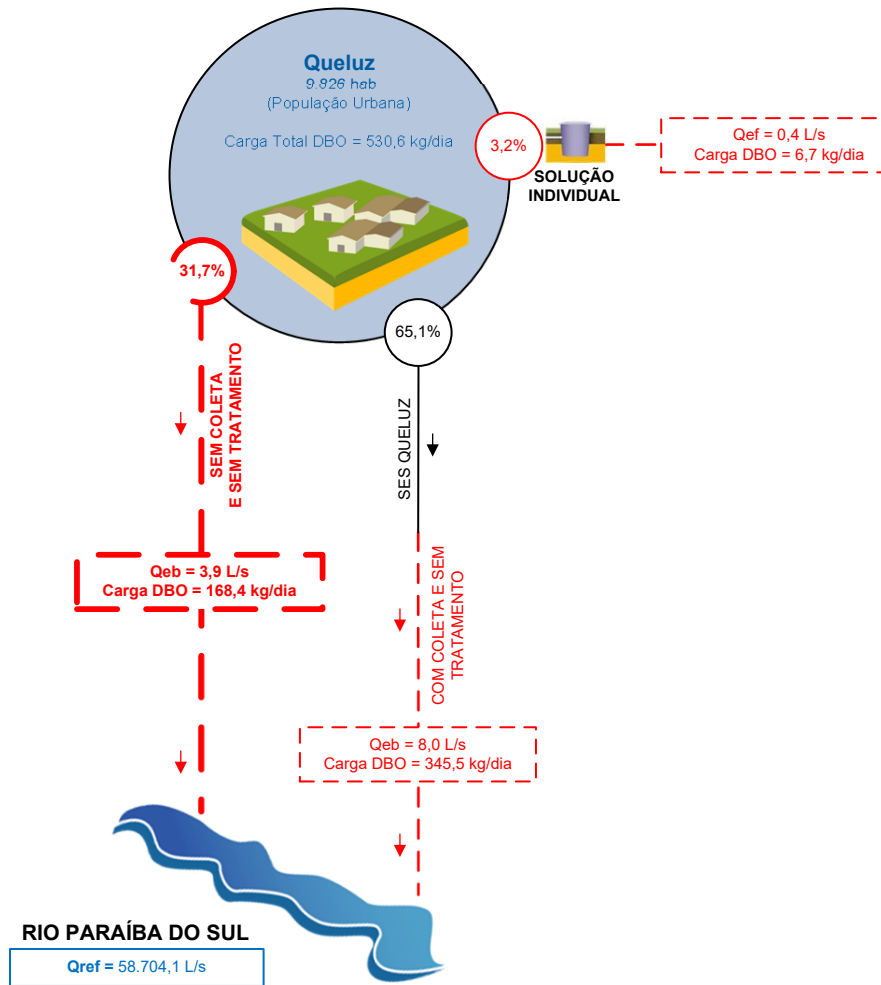 Queluz
9.826 hab
(População Urbana)
Carga Total DBO = 530,6 kg/dia
3,2%
SOLUÇÃO
INDIVIDUAL
Qef = 0,4 L/s
Carga DBO = 6,7 kg/dia
31,7%
65,1%
SEM COLETA
E SEM TRATAMENTO
SES QUELUZ
Qeb = 3,9 L/s
Carga DBO = 168,4 kg/dia
COM COLETA E SEM
TRATAMENTO
Qeb = 8,0 L/s
Carga DBO = 345,5 kg/dia
RIO PARAÍBA DO SUL
Qref = 58.704,1 L/s